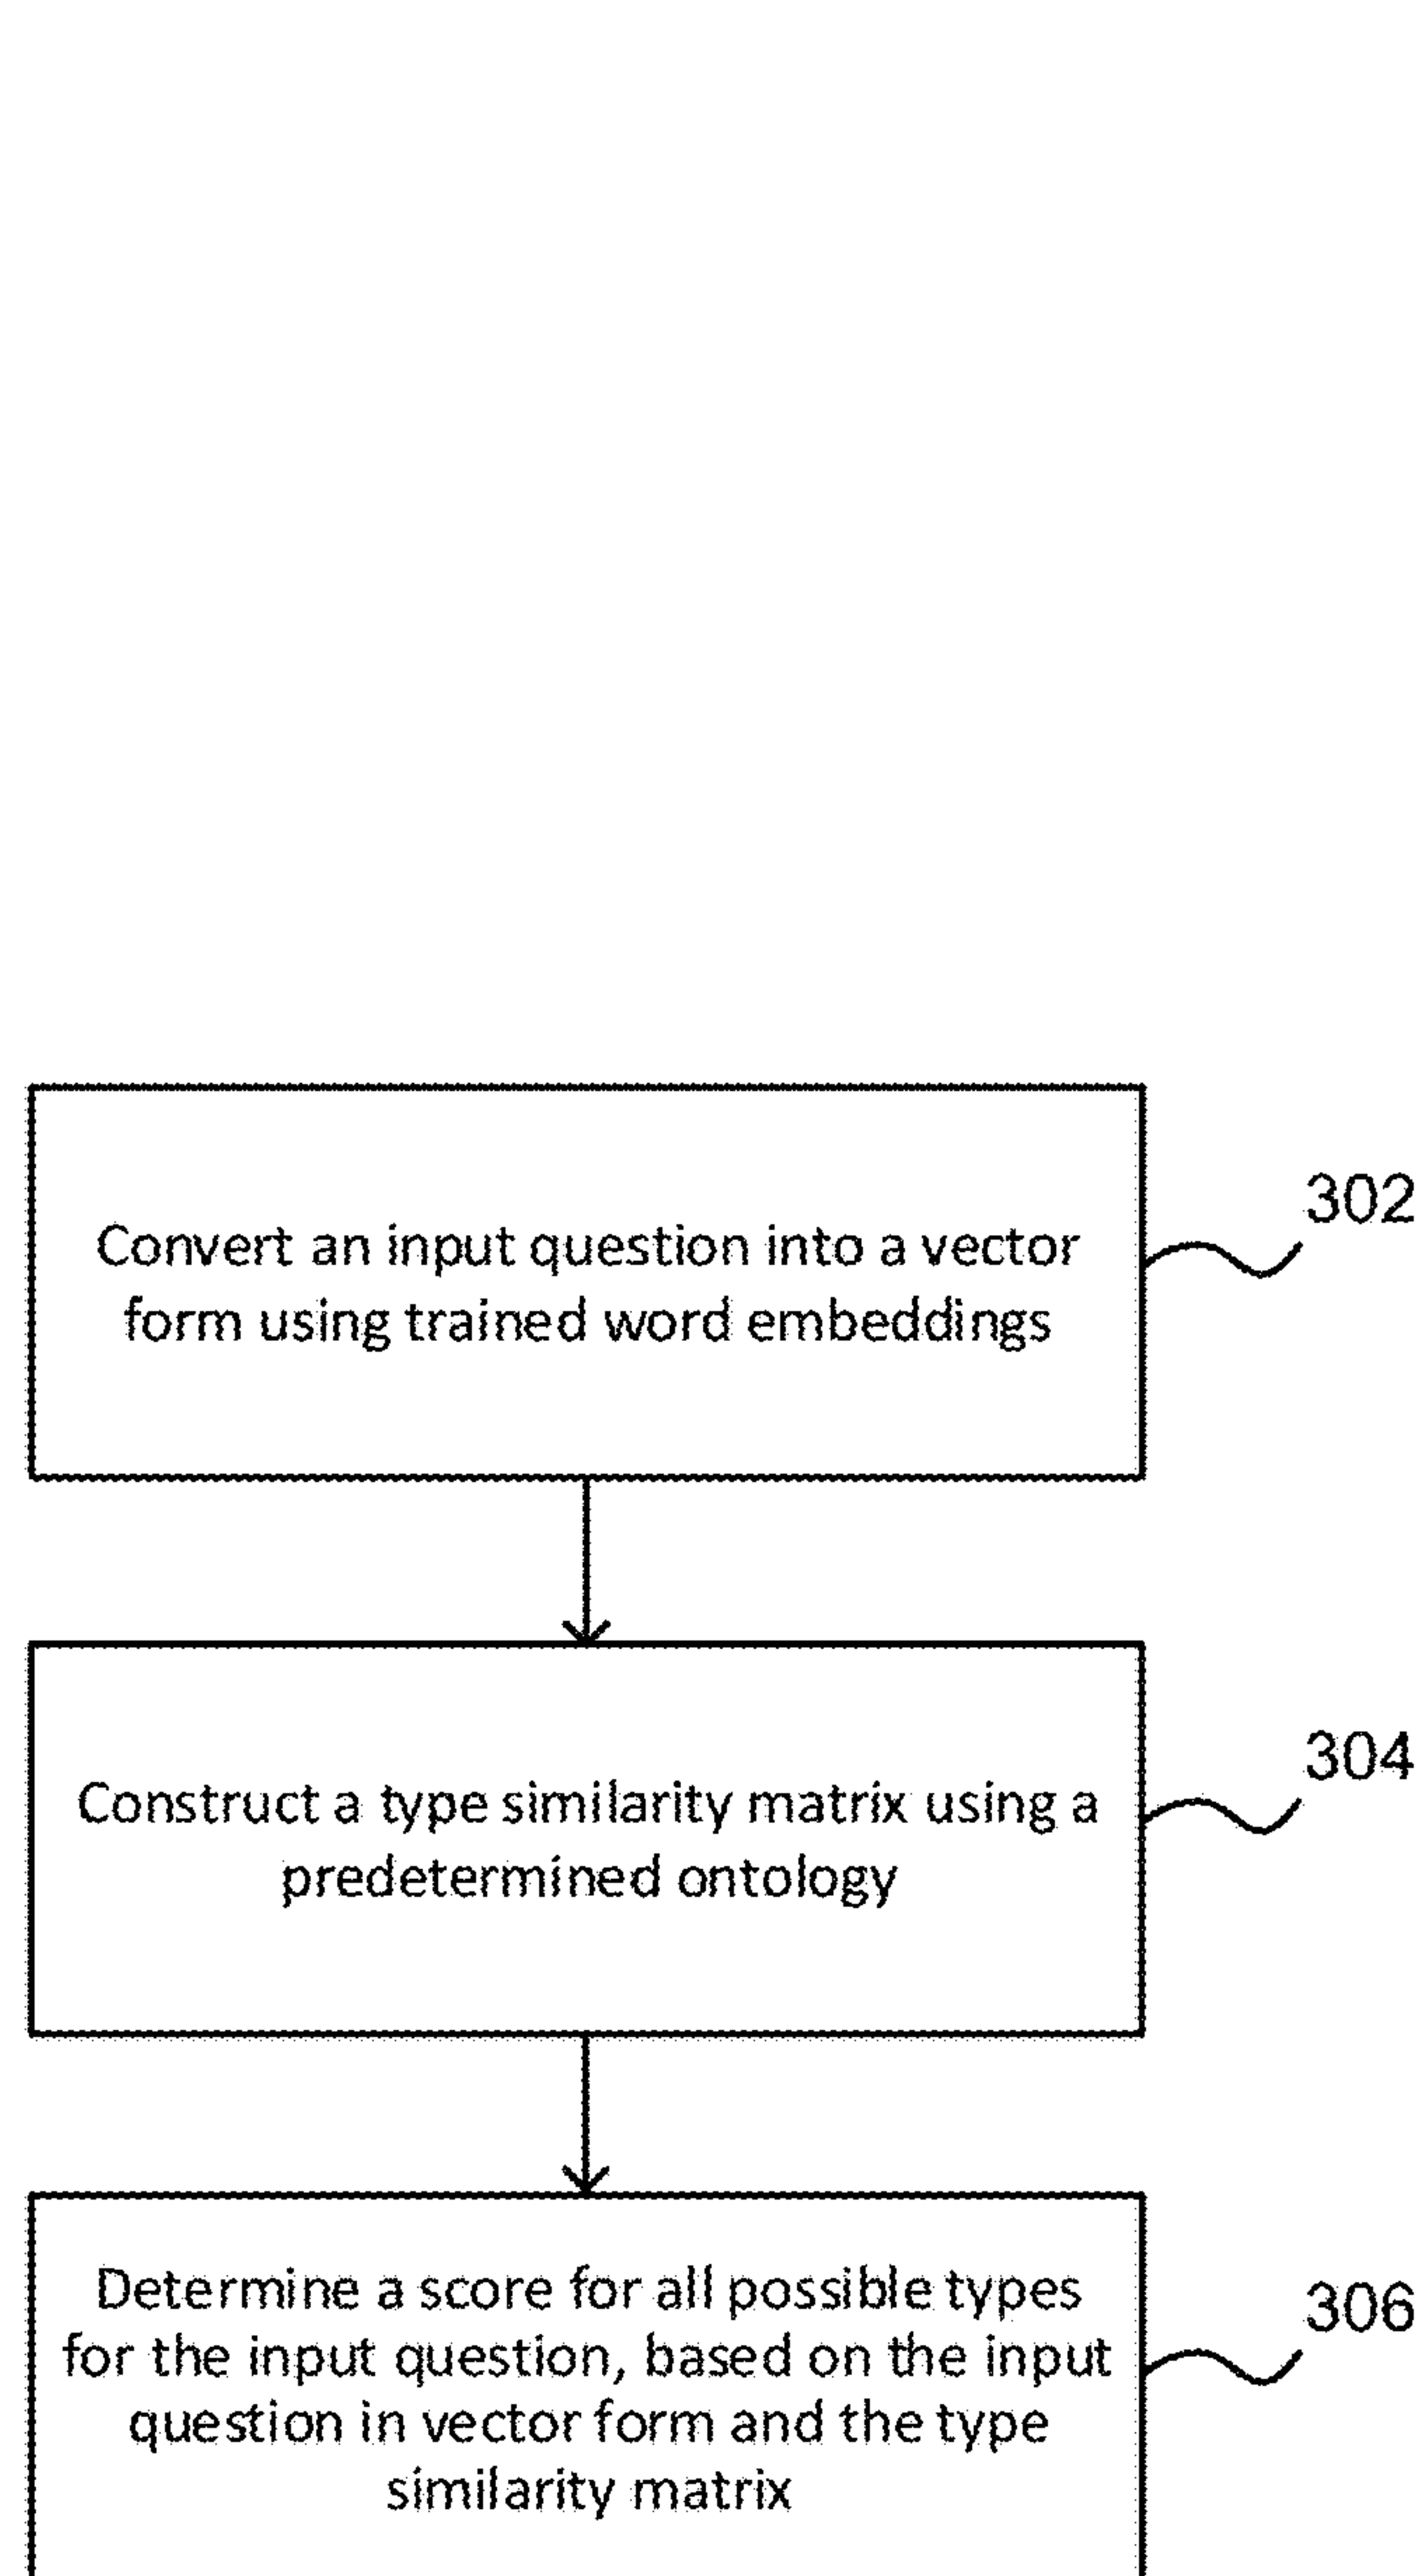 302
Convert an input question into a vector
form using trained word embeddings
304
Construct a type similarity matrix using a
predetermined ontology
306
Determine a score for all possible types
for the input question, based on the input
question in vector form and the type
similarity matrix